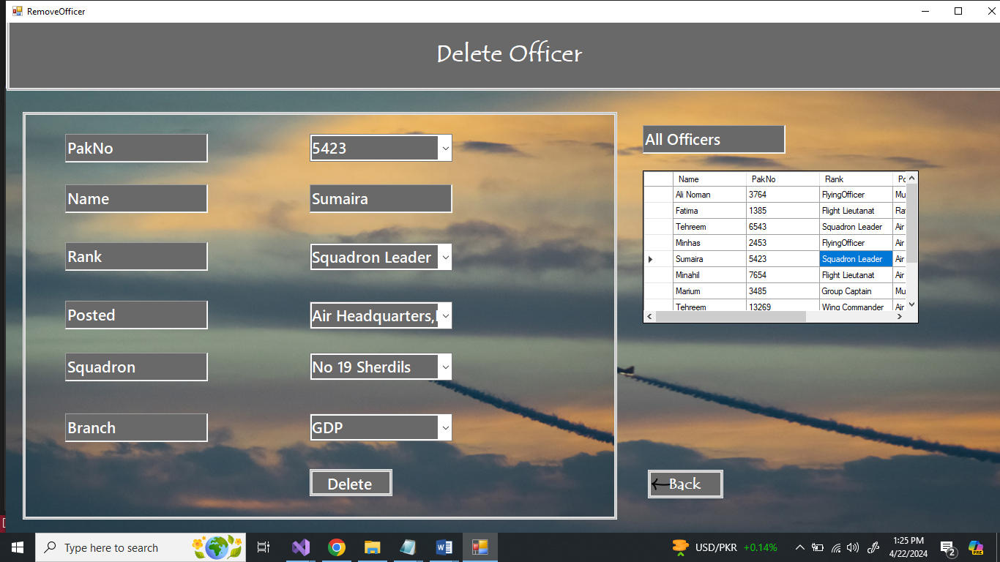 RemoveOfficer
Delete Officer
PakNo
5423
Name
Sumaira
Rank
Squadron Leader
Posted
Air Headquarters,
Squadron
No 19 Sherdils
Branch
GDP
Delete
All Officers
Name PakNo Rank
Ali Noman 3764 FlyingOfficer Mu
Fatima 1385 Flight Lieutanat
Tehreem 6543 Squadron Leader Air
Minhas 2453 FlyingOfficer Air
Sumaira 5423 Squadron Leader Air
Minahil 7654 Flight Lieutanat Air
Marium 3485 Group Captain Mu
Tehreem 13269 Wing Commander Air
Back
Type here to search
USD/PKR +0.14%
1:25 PM
4/22/2024
2
PRE